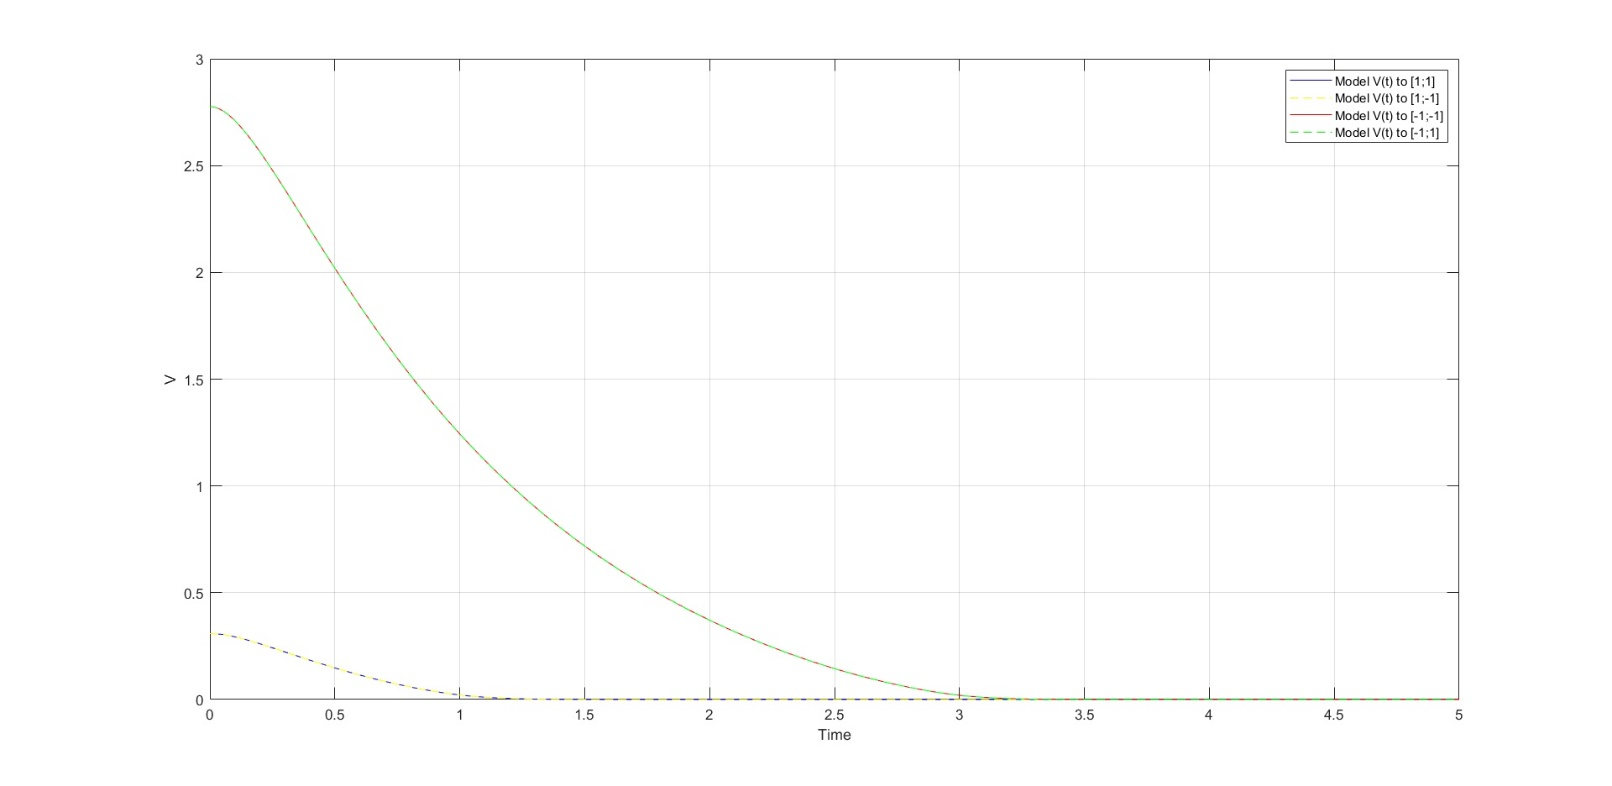 3
Model V(t) to [1;1]
Model V(t) to [1;-1]
Model V(t) to [-1;-1]
Model V(t) to [-1;1]
2.5
2
V
1.5
1
0.5
0
0 0.5 1 1.5 2 2.5 3 3.5 4 4.5 5
Time